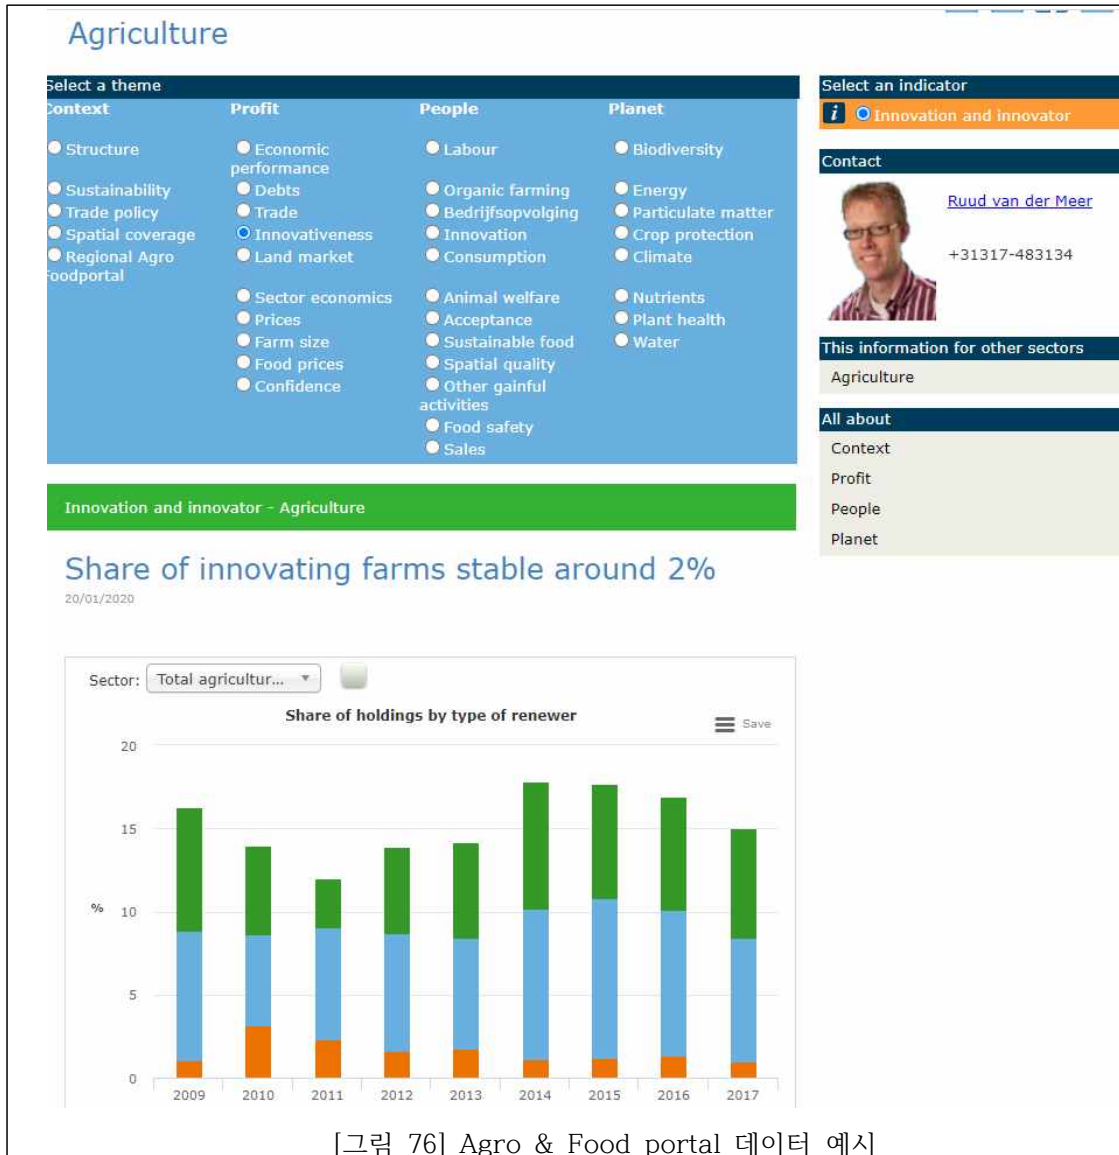 Agriculture
Select a theme
Context
Structure
Sustainability
Trade policy
Spatial coverage
Regional Agro
Foodportal
Profit
Economic
performance
Debts
Trade
Innovativeness
Land market
Sector economics
Prices
Farm size
Food prices
Confidence
People
Labour
Organic farming
Bedrijfsopvolging
Innovation
Consumption
Animal welfare
Acceptance
Sustainable food
Spatial quality
Other gainful
activities
Food safety
Sales
Planet
Biodiversity
Energy
Particulate matter
Crop protection
Climate
Nutrients
Plant health
Water
Select an indicator
i Innovation and innovator
Contact
Ruud van der Meer
+31317-483134
This information for other sectors
Agriculture
All about
Context
Profit
People
Planet
Innovation and innovator - Agriculture
Share of innovating farms stable around 2%
20/01/2020
Sector: Total agricultur...
Share of holdings by type of renewer
Save
20
15
% 10
5
0
2009 2010 2011 2012 2013 2014 2015 2016 2017
[그림 76] Agro & Food portal 데이터 예시